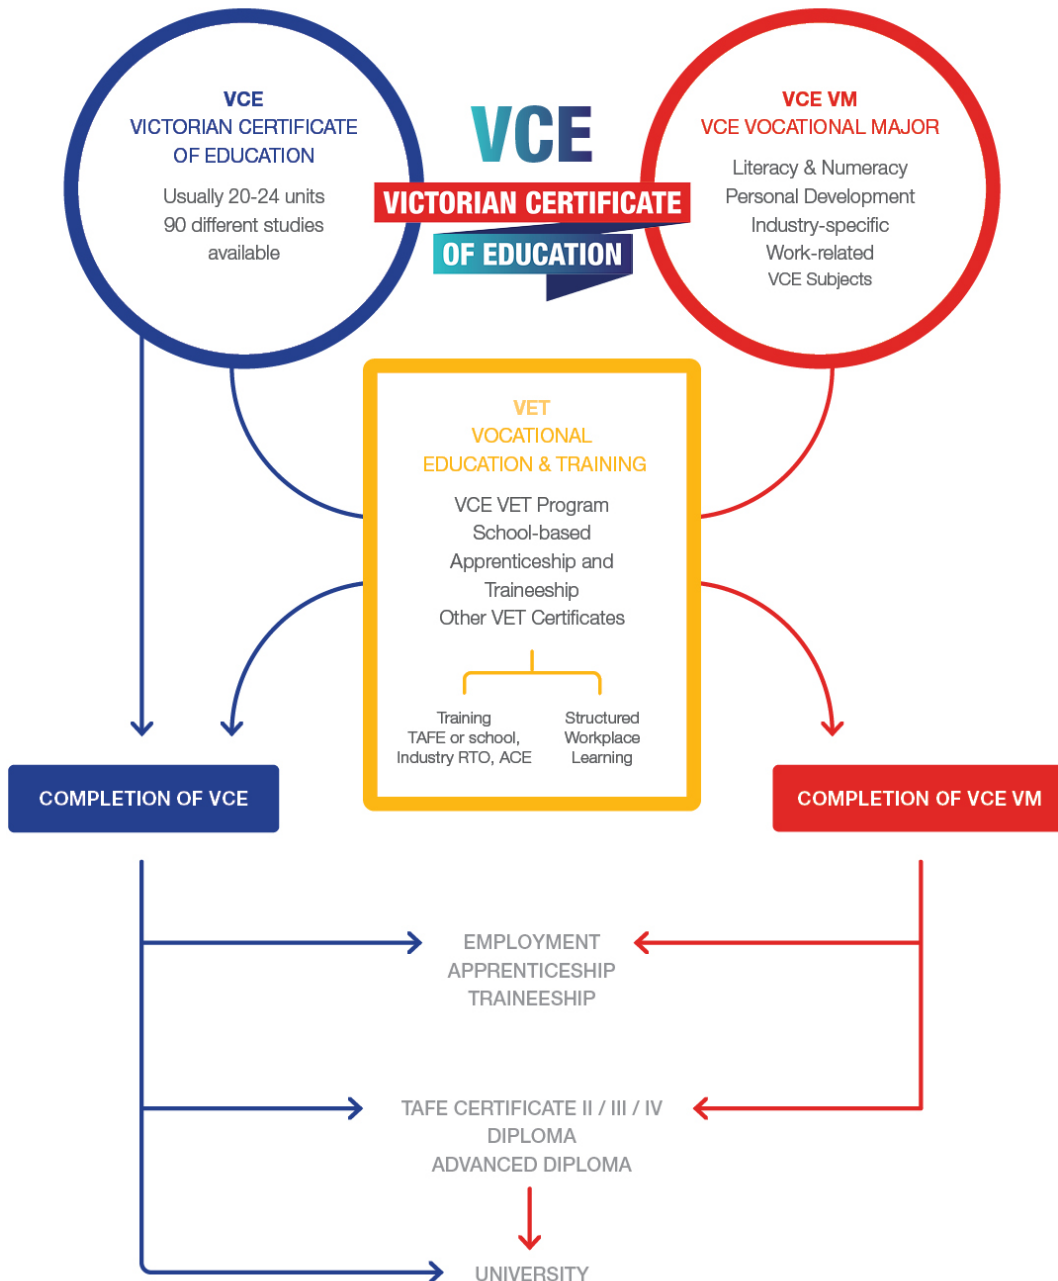 VCE
VICTORIAN CERTIFICATE
OF EDUCATION
Usually 20-24 units
90 different studies
available
VCE
VICTORIAN CERTIFICATE
OF EDUCATION
VCE VM
VCE VOCATIONAL MAJOR
Literacy & Numeracy
Personal Development
Industry-specific
Work-related
VCE Subjects
VET
VOCATIONAL
EDUCATION & TRAINING
VCE VET Program
School-based
Apprenticeship and
Traineeship
Other VET Certificates
Training
TAFE or school,
Industry RTO, ACE
Structured
Workplace
Learning
COMPLETION OF VCE
COMPLETION OF VCE VM
EMPLOYMENT
APPRENTICESHIP
TRAINEESHIP
TAFE CERTIFICATE II / III / IV
DIPLOMA
ADVANCED DIPLOMA
UNIVERSITY